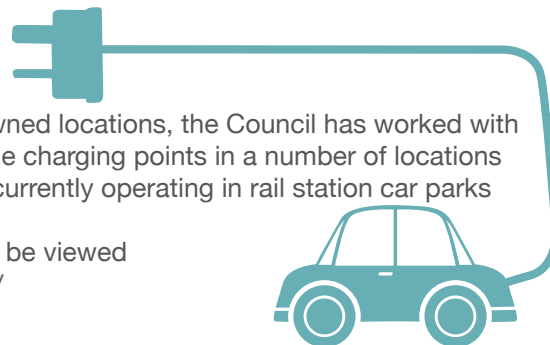 owned locations, the Council has worked with
e charging points in a number of locations
currently operating in rail station car parks
be viewed
/